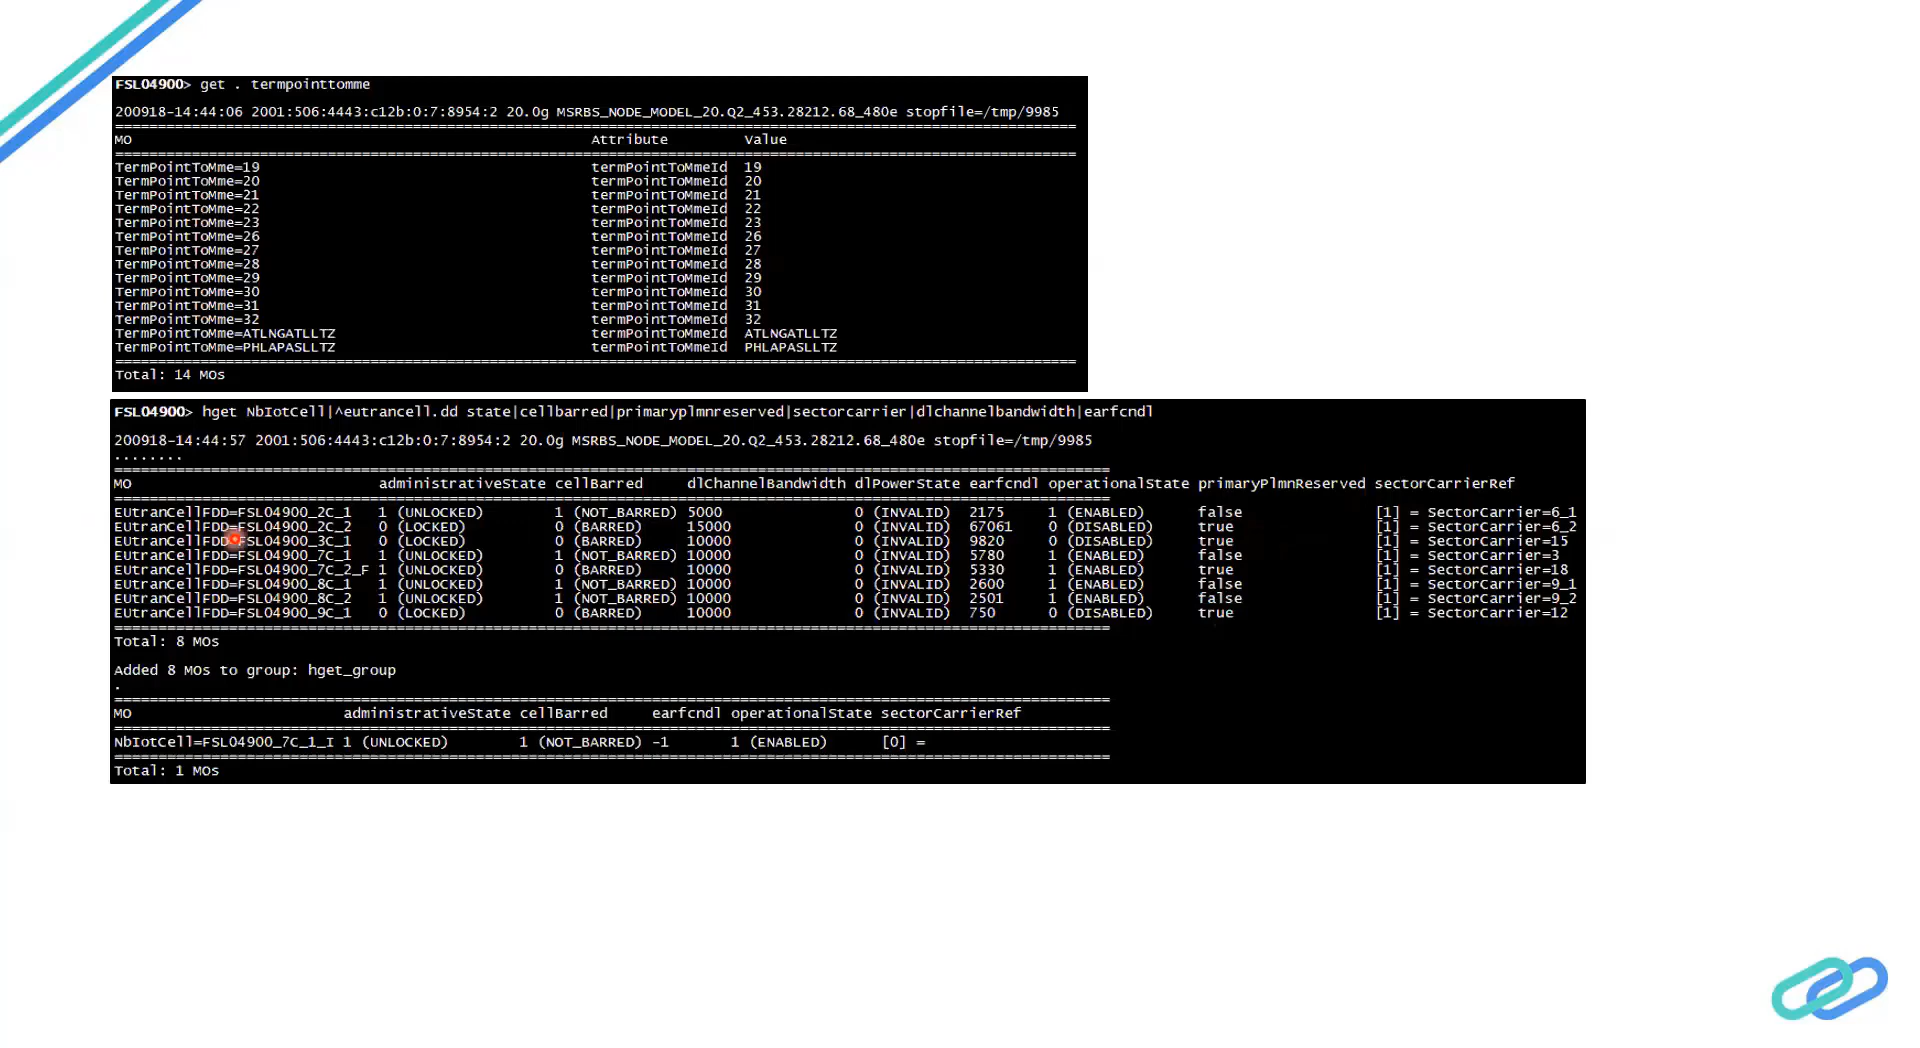 FSL04900> get . termpointtomme
200918-14:44:06 2001:506:4443:c12b:0:7:8954:2 20.0g MSRBS_NODE_MODEL_20.Q2_453.28212.68_480e stopfile=/tmp/9985
MO Attribute Value
TermPointToMme=19 termPointToMmeId 19
TermPointToMme=20 termPointToMmeId 20
TermPointToMme=21 termPointToMmeId 21
TermPointToMme=22 termPointToMmeId 22
TermPointToMme=23 termPointToMmeId 23
TermPointToMme=26 termPointToMmeId 26
TermPointToMme=27 termPointToMmeId 27
TermPointToMme=28 termPointToMmeId 28
TermPointToMme=29 termPointToMmeId 29
TermPointToMme=30 termPointToMmeId 30
TermPointToMme=31 termPointToMmeId 31
TermPointToMme=32 termPointToMmeId 32
TermPointToMme=ATLNGATLLTZ termPointToMmeId ATLNGATLLTZ
TermPointToMme=PHLAPASLLTZ termPointToMmeId PHLAPASLLTZ
Total: 14 MOs
FSL04900> hget NbIotCell|^eutrancell.dd state|cellbarred|primaryplmnreserved|sectorcarrier|dlchannelbandwidth|earfcndl
200918-14:44:57 2001:506:4443:c12b:0:7:8954:2 20.0g MSRBS_NODE_MODEL_20.Q2_453.28212.68_480e stopfile=/tmp/9985
........
MO administrativeState cellBarred dlChannelBandwidth dlPowerState earfcndl operationalState primaryPlmnReserved sectorCarrierRef
EUtranCellFDD=FSL04900_2C_1 1 (UNLOCKED) 1 (NOT_BARRED) 5000 0 (INVALID) 2175 1 (ENABLED) false [1] = SectorCarrier=6_1
EUtranCellFDD=FSL04900_2C_2 0 (LOCKED) 0 (BARRED) 15000 0 (INVALID) 67061 0 (DISABLED) true [1] = SectorCarrier=6_2
EUtranCellFDD=FSL04900_3C_1 0 (LOCKED) 0 (BARRED) 10000 0 (INVALID) 9820 0 (DISABLED) true [1] = SectorCarrier=15
EUtranCellFDD=FSL04900_7C_1 1 (UNLOCKED) 1 (NOT_BARRED) 10000 0 (INVALID) 5780 1 (ENABLED) false [1] = SectorCarrier=3
EUtranCellFDD=FSL04900_7C_2_F 1 (UNLOCKED) 0 (BARRED) 10000 0 (INVALID) 5330 1 (ENABLED) true [1] = SectorCarrier=18
EUtranCellFDD=FSL04900_8C_1 1 (UNLOCKED) 1 (NOT_BARRED) 10000 0 (INVALID) 2600 1 (ENABLED) false [1] = SectorCarrier=9_1
EUtranCellFDD=FSL04900_8C_2 1 (UNLOCKED) 1 (NOT_BARRED) 10000 0 (INVALID) 2501 1 (ENABLED) false [1] = SectorCarrier=9_2
EUtranCellFDD=FSL04900_9C_1 0 (LOCKED) 0 (BARRED) 10000 0 (INVALID) 750 0 (DISABLED) true [1] = SectorCarrier=12
Total: 8 MOs
Added 8 MOs to group: hget_group
.
MO administrativeState cellBarred earfcndl operationalState sectorCarrierRef
NbIotCell=FSL04900_7C_1_I 1 (UNLOCKED) 1 (NOT_BARRED) -1 1 (ENABLED) [0] =
Total: 1 MOs